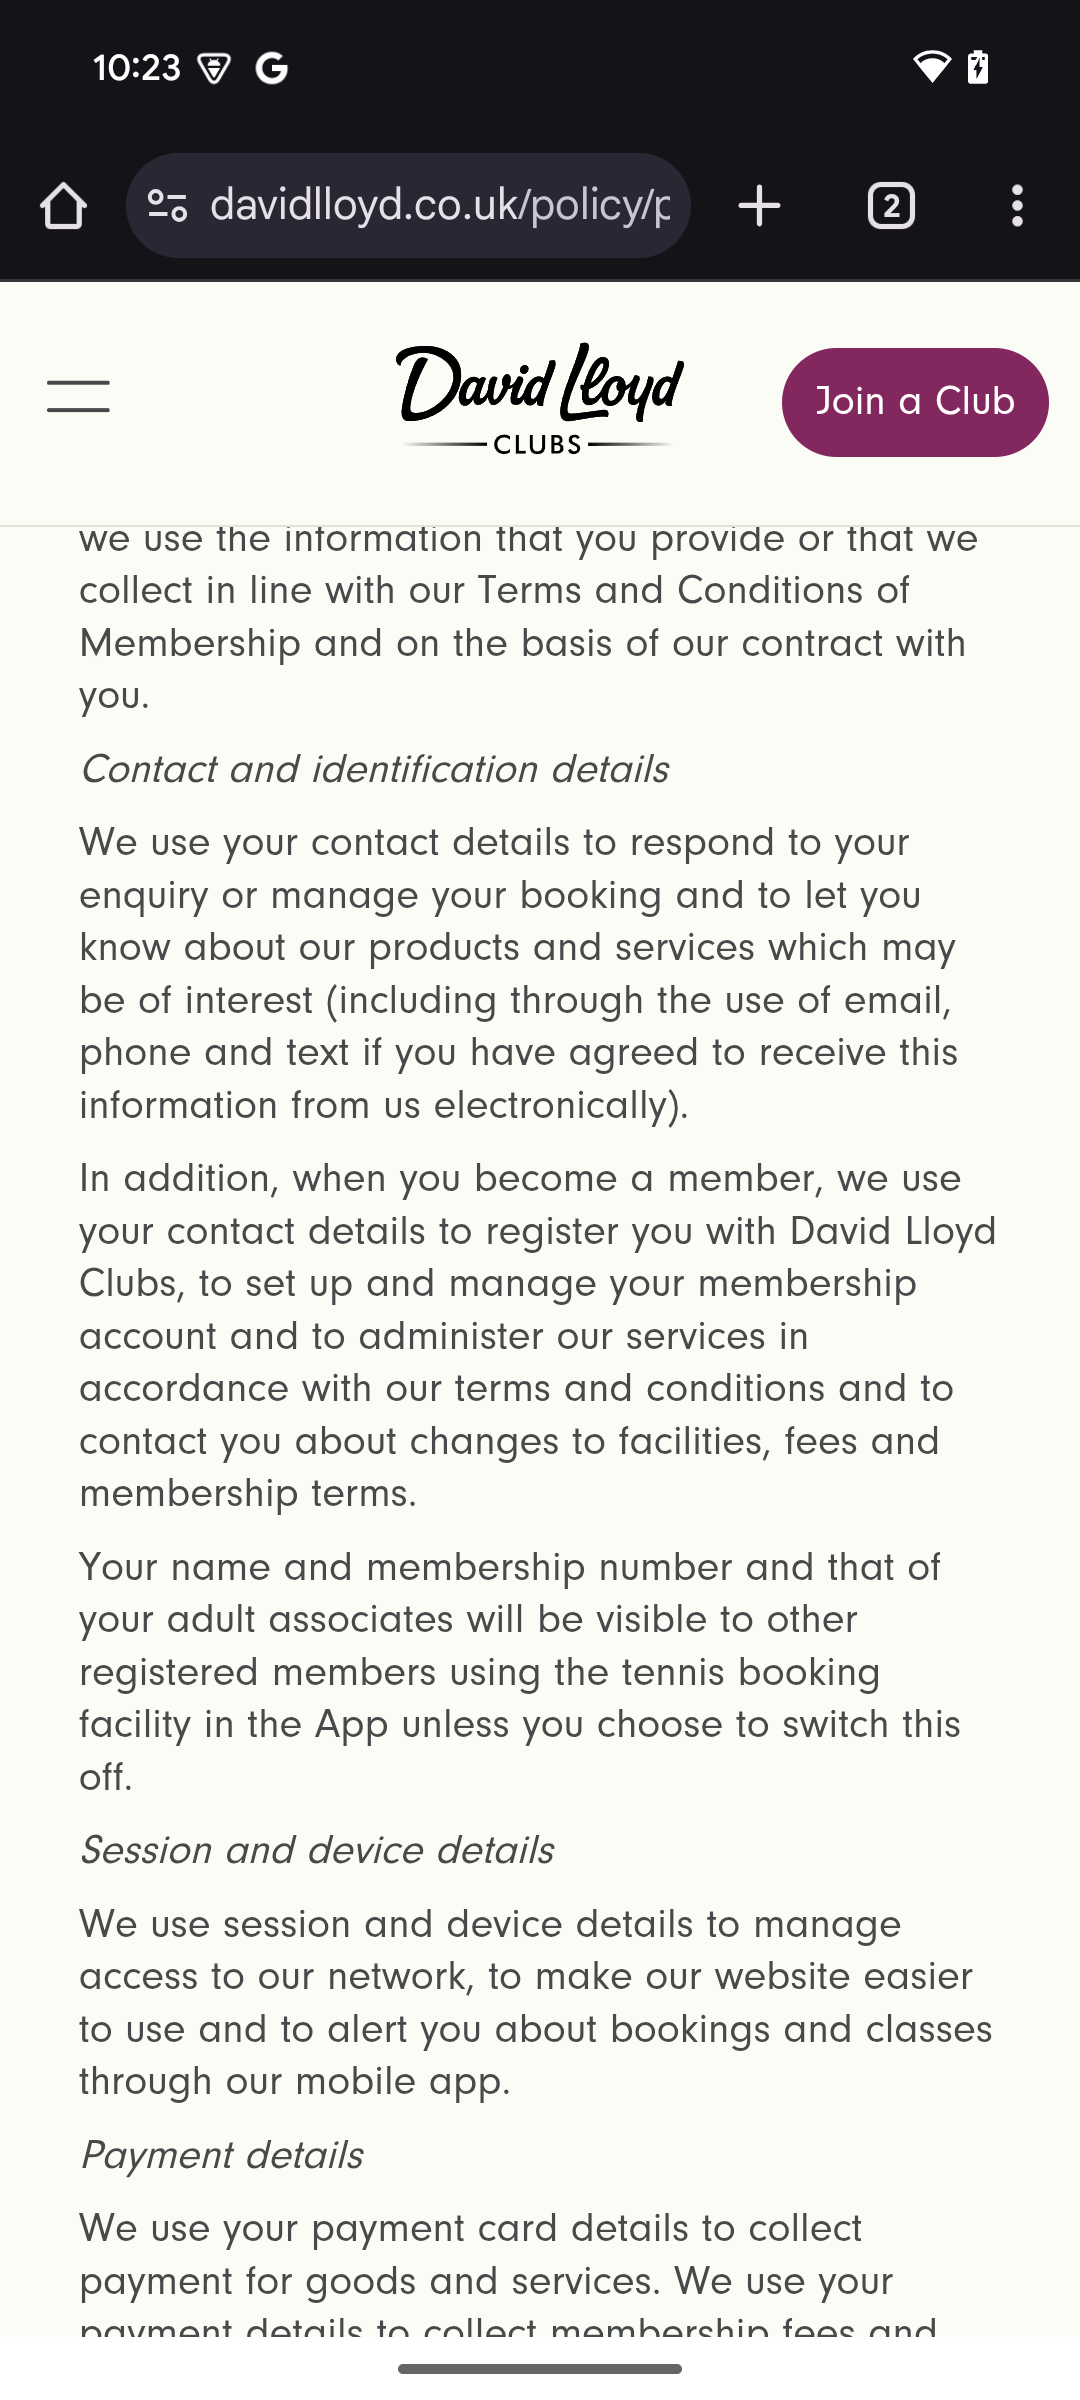 10:23
davidlloyd.co.uk/policy/p
2
David Lloyd
CLUBS
Join a Club
we use the information that you provide or that we
collect in line with our Terms and Conditions of
Membership and on the basis of our contract with
you.
Contact and identification details
We use your contact details to respond to your
enquiry or manage your booking and to let you
know about our products and services which may
be of interest (including through the use of email,
phone and text if you have agreed to receive this
information from us electronically).
In addition, when you become a member, we use
your contact details to register you with David Lloyd
Clubs, to set up and manage your membership
account and to administer our services in
accordance with our terms and conditions and to
contact you about changes to facilities, fees and
membership terms.
Your name and membership number and that of
your adult associates will be visible to other
registered members using the tennis booking
facility in the App unless you choose to switch this
off.
Session and device details
We use session and device details to manage
access to our network, to make our website easier
to use and to alert you about bookings and classes
through our mobile app.
Payment details
We use your payment card details to collect
payment for goods and services. We use your
payment details to collect membership fees and